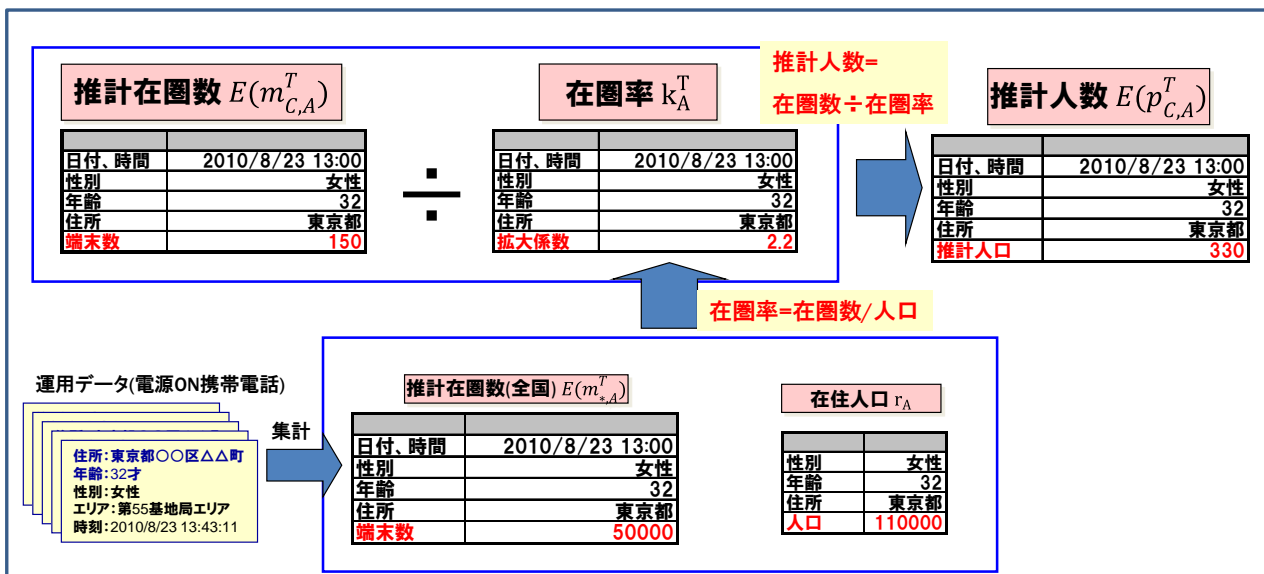 推計在圏数 E(m^T_{C,A})
在圏率 k^T_A
推計人数=
在圏数÷在圏率
推計人数 E(p^T_{C,A})
日付、時間 2010/8/23 13:00
性別 女性
年齢 32
住所 東京都
端末数 150
÷
日付、時間 2010/8/23 13:00
性別 女性
年齢 32
住所 東京都
拡大係数 2.2
日付、時間 2010/8/23 13:00
性別 女性
年齢 32
住所 東京都
推計人口 330
在圏率=在圏数/人口
運用データ(電源ON携帯電話)
住所:東京都〇〇区△△町
年齢:32才
性別:女性
エリア:第55基地局エリア
時刻:2010/8/23 13:43:11
集計
推計在圏数(全国) E(m^T_{*,A})
日付、時間 2010/8/23 13:00
性別 女性
年齢 32
住所 東京都
端末数 50000
在住人口 r_A
性別 女性
年齢 32
住所 東京都
人口 110000